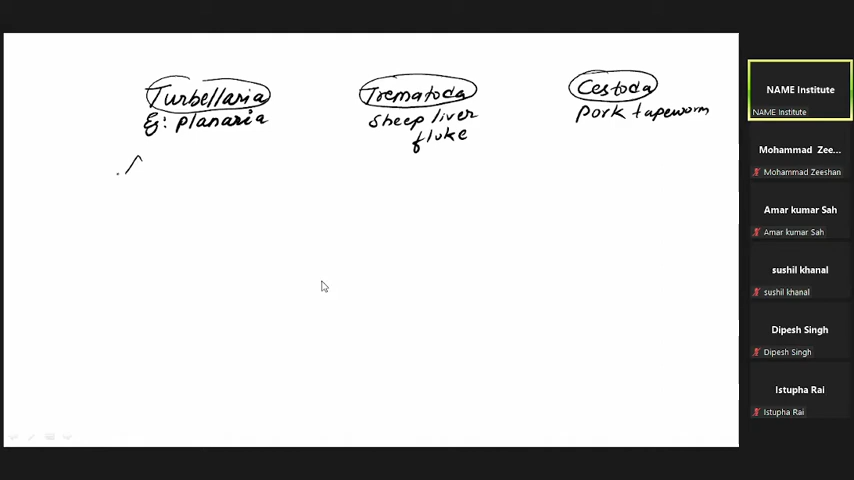 Turbellaria
Eg: planaria
Trematoda
sheep liver
fluke
Cestoda
pork tapeworm
NAME Institute
NAME Institute
Mohammad Zee...
Mohammad Zeeshan
Amar kumar Sah
Amar kumar Sah
sushil khanal
sushil khanal
Dipesh Singh
Dipesh Singh
Istupha Rai
Istupha Rai